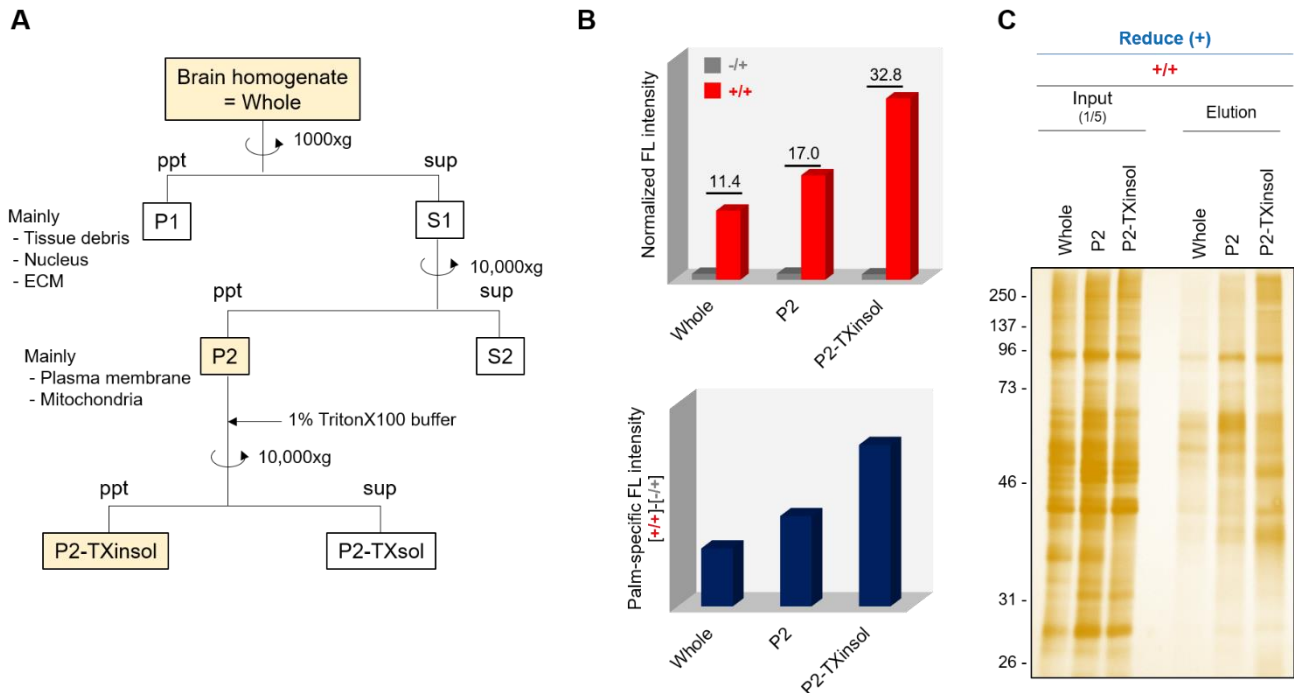 A
Brain homogenate
= Whole
1000xg
ppt
sup
P1
S1
Mainly
- Tissue debris
- Nucleus
- ECM
10,000xg
ppt
sup
P2
S2
Mainly
- Plasma membrane
- Mitochondria
1% TritonX100 buffer
10,000xg
ppt
sup
P2-TXinsol
P2-TXsol
B
Normalized FL intensity
-/+
+/+
11.4
17.0
32.8
Whole
P2
P2-TXinsol
Palm-specific FL intensity
[+/+]-[-/+]
Whole
P2
P2-TXinsol
C
Reduce (+)
+/+
Input
(1/5)
Elution
Whole
P2
P2-TXinsol
Whole
P2
P2-TXinsol
250 -
137 -
96 -
73 -
46 -
31 -
26 -